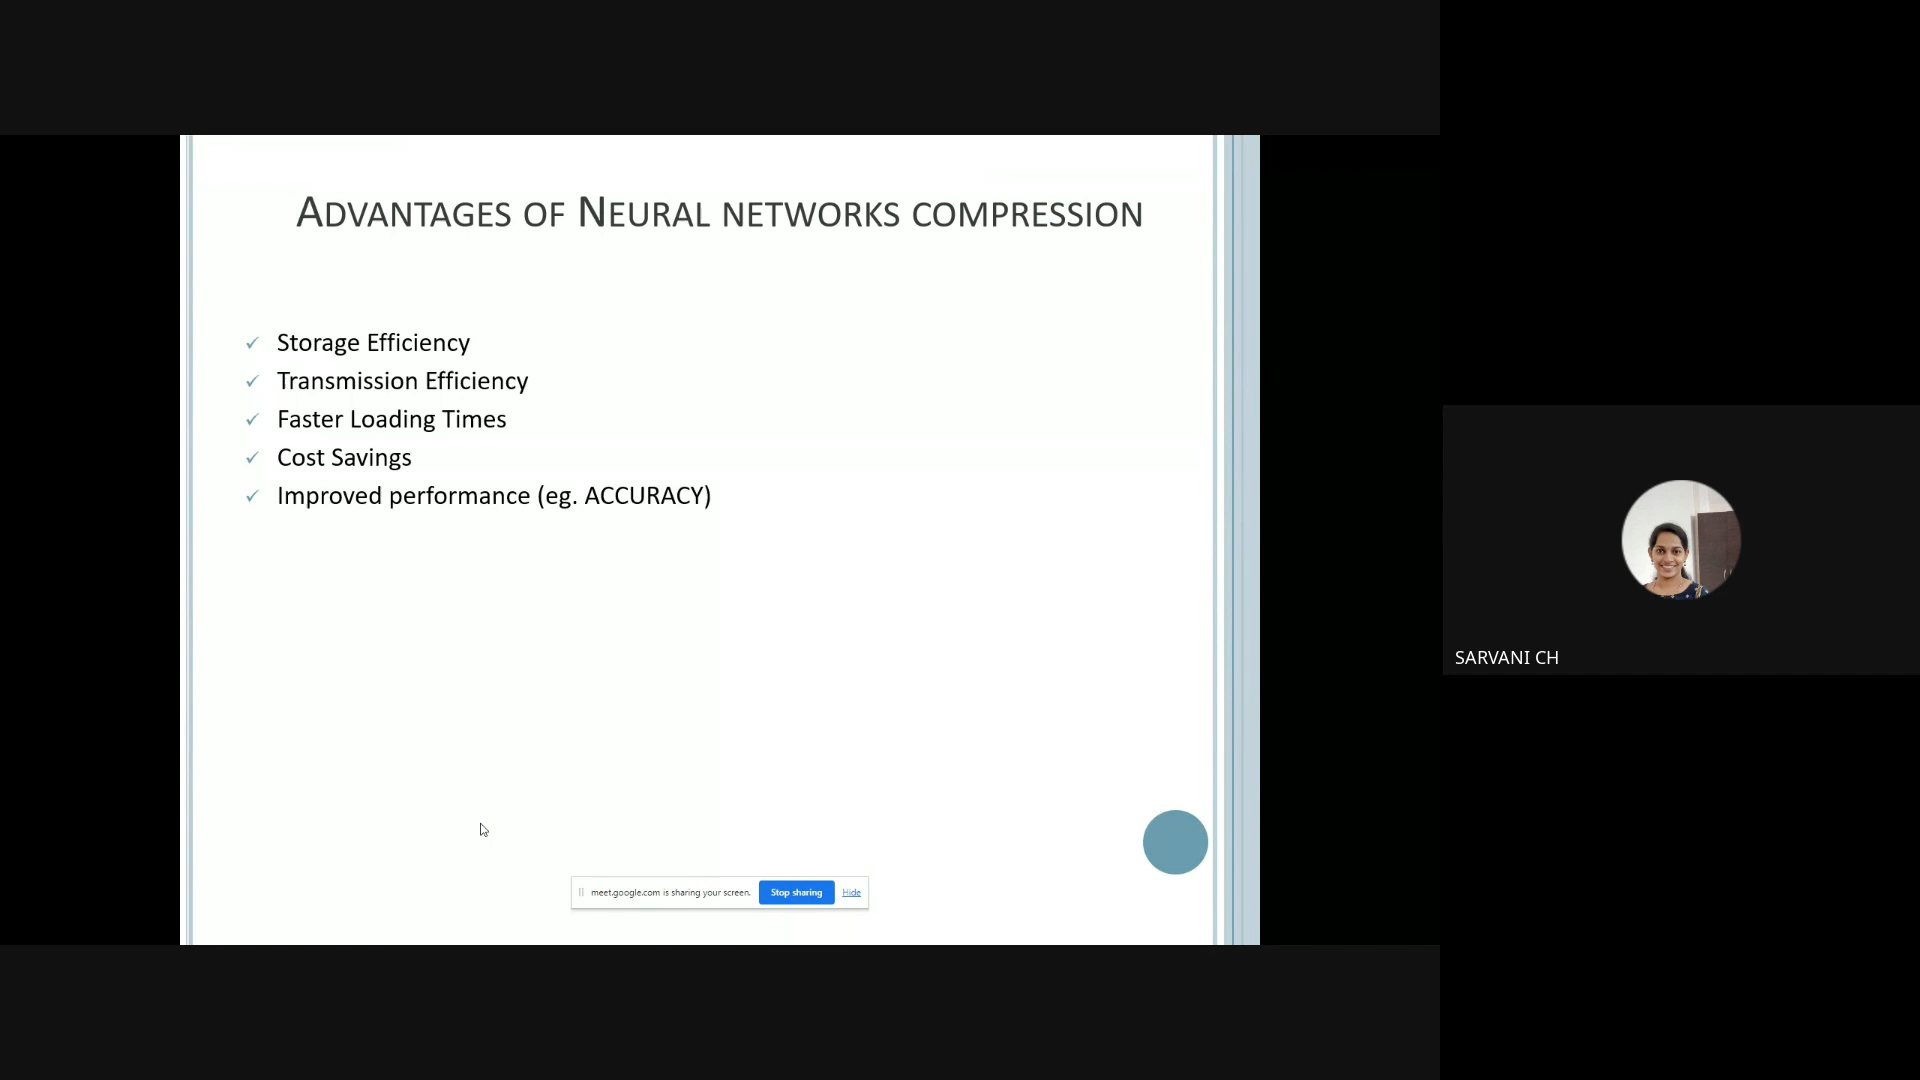 Advantages of Neural networks compression
Storage Efficiency
Transmission Efficiency
Faster Loading Times
Cost Savings
Improved performance (eg. ACCURACY)
meet.google.com is sharing your screen. Stop sharing Hide
SARVANI CH